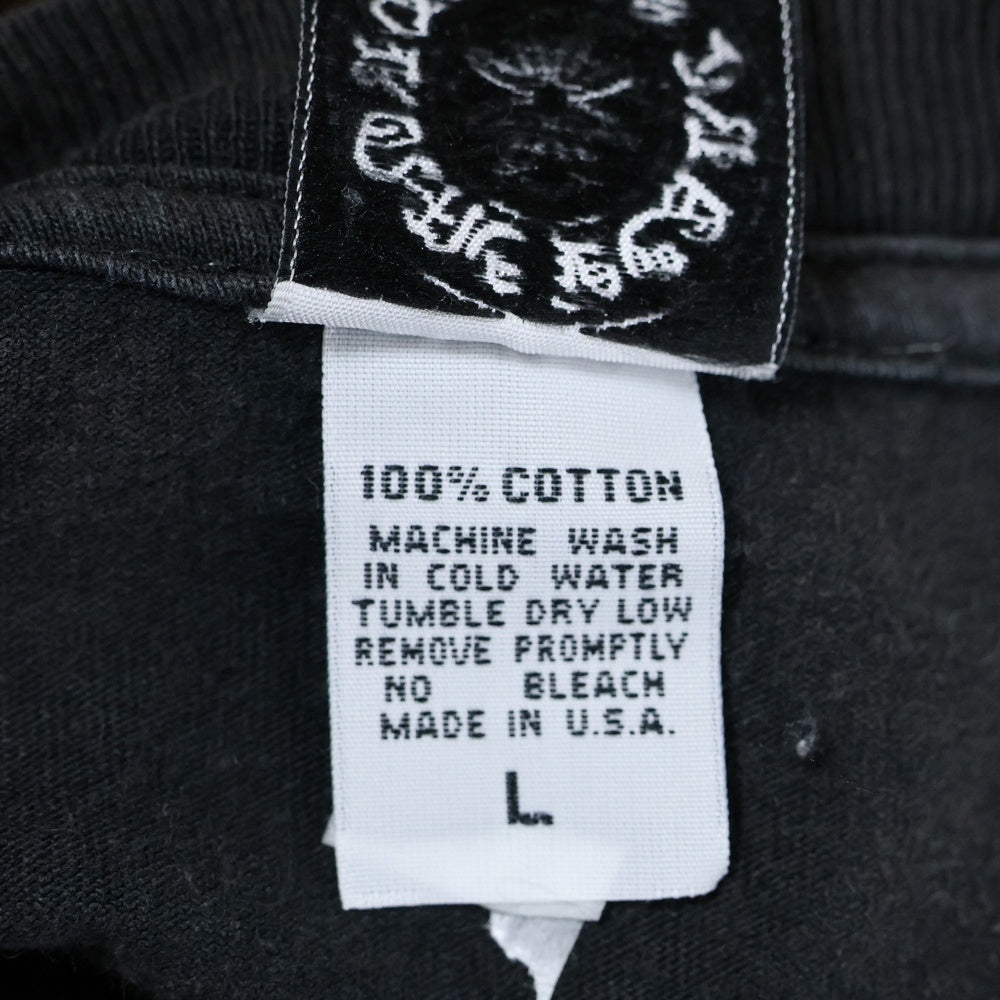 100% COTTON
MACHINE WASH
IN COLD WATER
TUMBLE DRY LOW
REMOVE PROMPTLY
NO BLEACH
MADE IN U.S.A.
L